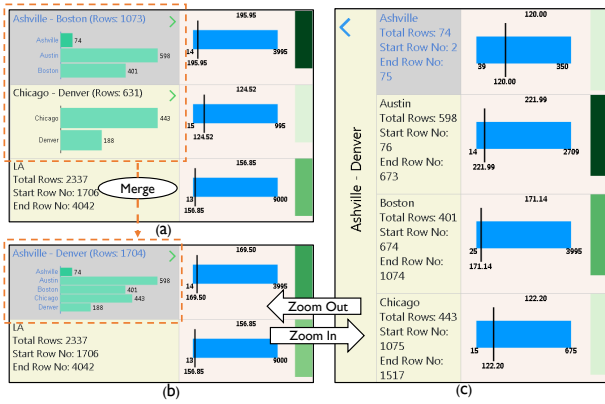 Ashville - Boston (Rows: 1073)
Ashville 74
Austin 598
Boston 401
195.95
14 3995
195.95
Chicago - Denver (Rows: 631)
Chicago 443
Denver 188
124.52
15 995
124.52
LA
Total Rows: 2337
Start Row No: 1706
End Row No: 4042
156.85
13 9000
156.85
Merge
(a)
Ashville - Denver (Rows: 1704)
Ashville 74
Austin 598
Boston 401
Chicago 443
Denver 188
169.50
14 3995
169.50
LA
Total Rows: 2337
Start Row No: 1706
End Row No: 4042
156.85
13 9000
156.85
(b)
Zoom Out
Zoom In
Ashville - Denver
Ashville
Total Rows: 74
Start Row No: 2
End Row No:
75
120.00
39 350
120.00
Austin
Total Rows: 598
Start Row No:
76
End Row No:
673
221.99
14 2709
221.99
Boston
Total Rows: 401
Start Row No:
674
End Row No:
1074
171.14
25 3995
171.14
Chicago
Total Rows: 443
Start Row No:
1075
End Row No:
1517
122.20
15 675
122.20
(c)